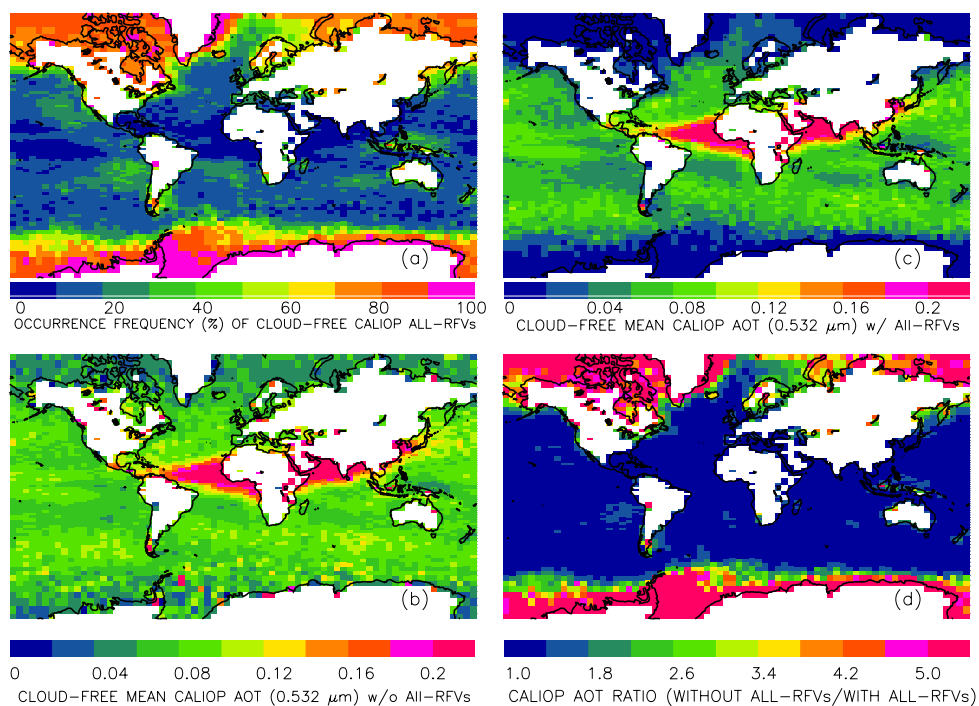 (a)
0 20 40 60 80 100
OCCURRENCE FREQUENCY (%) OF CLOUD-FREE CALIOP ALL-RFVs
(c)
0 0.04 0.08 0.12 0.16 0.2
CLOUD-FREE MEAN CALIOP AOT (0.532 μm) w/ All-RFVs
(b)
0 0.04 0.08 0.12 0.16 0.2
CLOUD-FREE MEAN CALIOP AOT (0.532 μm) w/o All-RFVs
(d)
1.0 1.8 2.6 3.4 4.2 5.0
CALIOP AOT RATIO (WITHOUT ALL-RFVs/WITH ALL-RFVs)